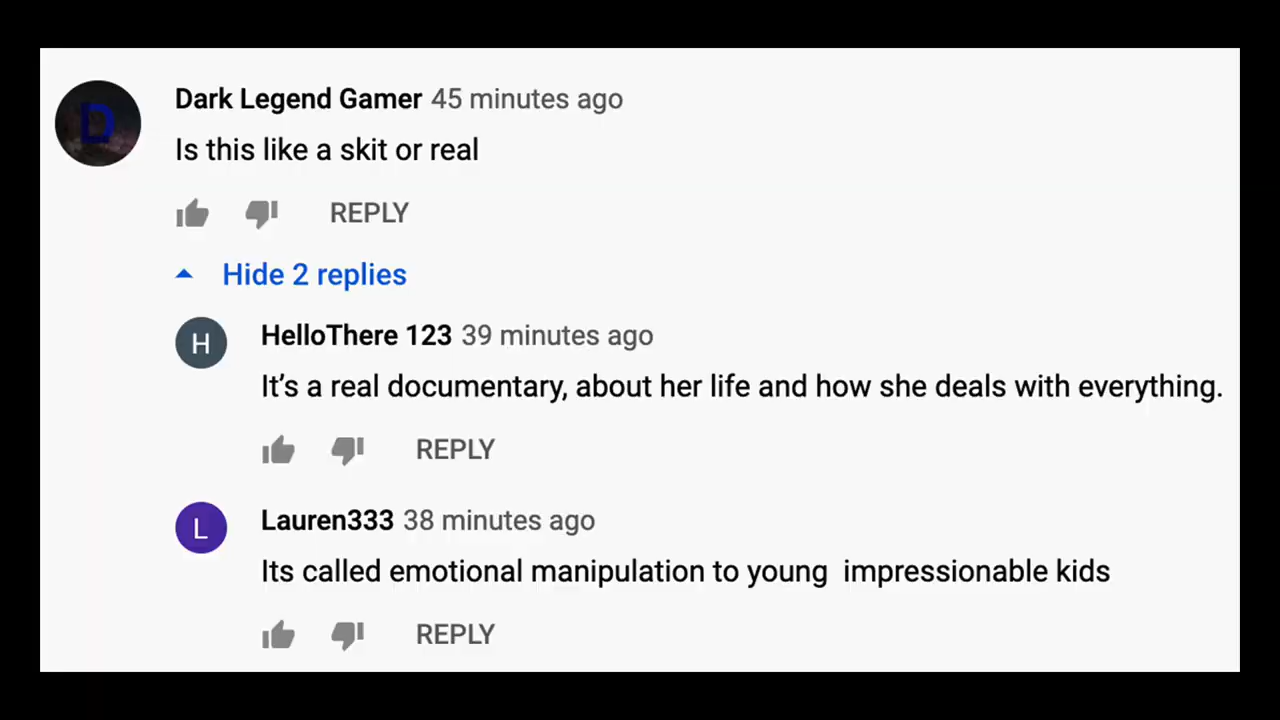 D
Dark Legend Gamer 45 minutes ago
Is this like a skit or real
REPLY
Hide 2 replies
H
HelloThere 123 39 minutes ago
It’s a real documentary, about her life and how she deals with everything.
REPLY
L
Lauren333 38 minutes ago
Its called emotional manipulation to young  impressionable kids
REPLY